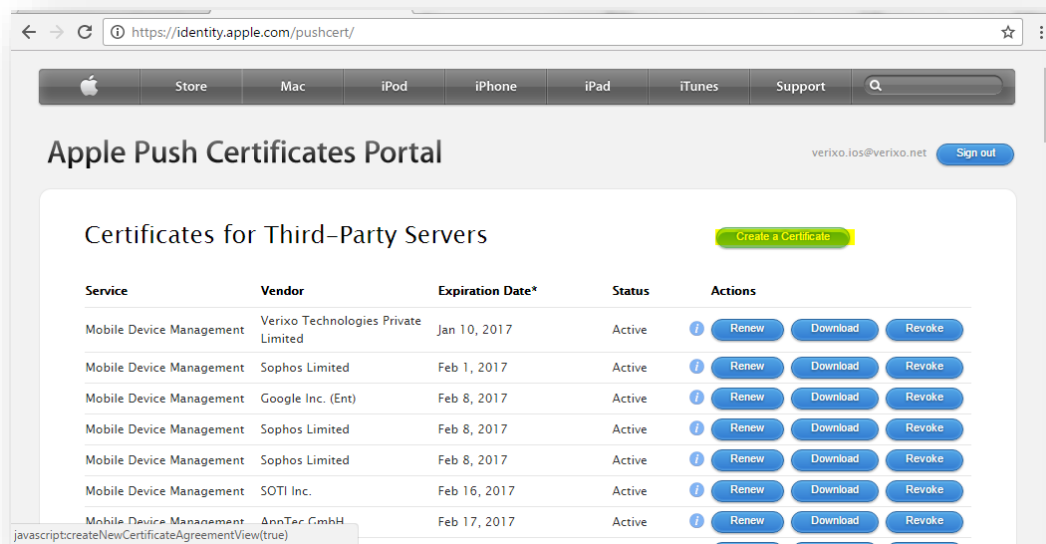 https://identity.apple.com/pushcert/
Store Mac iPod iPhone iPad iTunes Support
Apple Push Certificates Portal
verixo.ios@verixo.net Sign out
Certificates for Third-Party Servers
Create a Certificate
Service Vendor Expiration Date* Status Actions
Mobile Device Management Verixo Technologies Private Limited Jan 10, 2017 Active i Renew Download Revoke
Mobile Device Management Sophos Limited Feb 1, 2017 Active i Renew Download Revoke
Mobile Device Management Google Inc. (Ent) Feb 8, 2017 Active i Renew Download Revoke
Mobile Device Management Sophos Limited Feb 8, 2017 Active i Renew Download Revoke
Mobile Device Management Sophos Limited Feb 8, 2017 Active i Renew Download Revoke
Mobile Device Management SOTI Inc. Feb 16, 2017 Active i Renew Download Revoke
Mobile Device Management AppTec GmbH Feb 17, 2017 Active i Renew Download Revoke
javascript:createNewCertificateAgreementView(true)